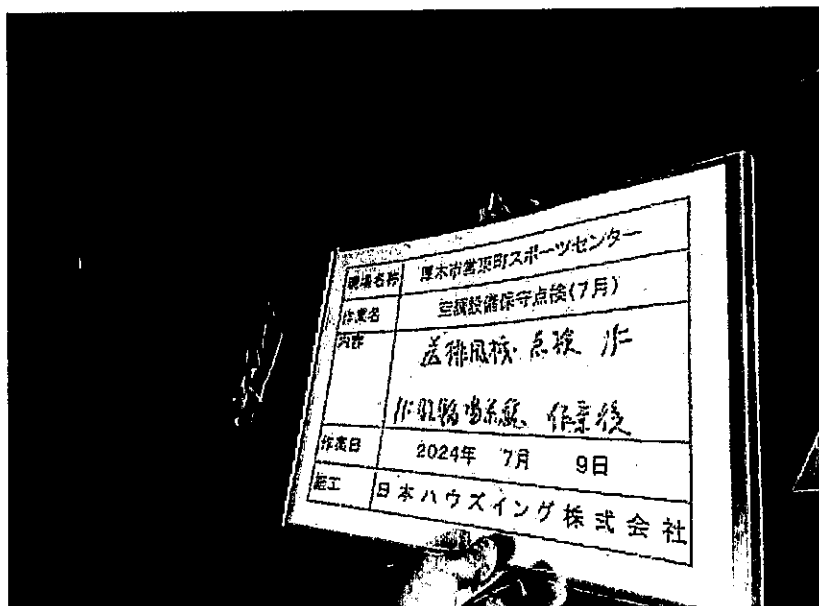 現場名称 厚木市営東町スポーツセンター
作業名 空調設備保守点検(7月)
内容 送排風機 点検
作業後
作業日 2024年 7月 9日
施工 日本ハウズイング株式会社